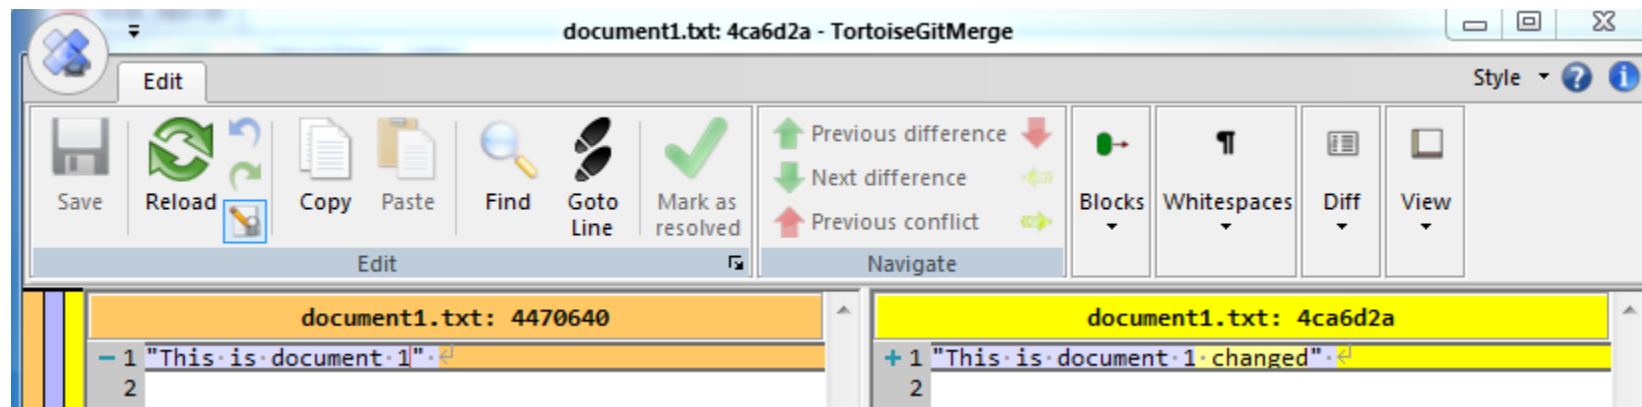 document1.txt: 4ca6d2a - TortoiseGitMerge
Edit
Style
Save
Reload
Copy
Paste
Find
Goto
Line
Mark as
resolved
Previous difference
Next difference
Previous conflict
Blocks
Whitespaces
Diff
View
Edit
Navigate
document1.txt: 4470640
document1.txt: 4ca6d2a
− 1 "This·is·document·1"·
2
+ 1 "This·is·document·1·changed"·
2